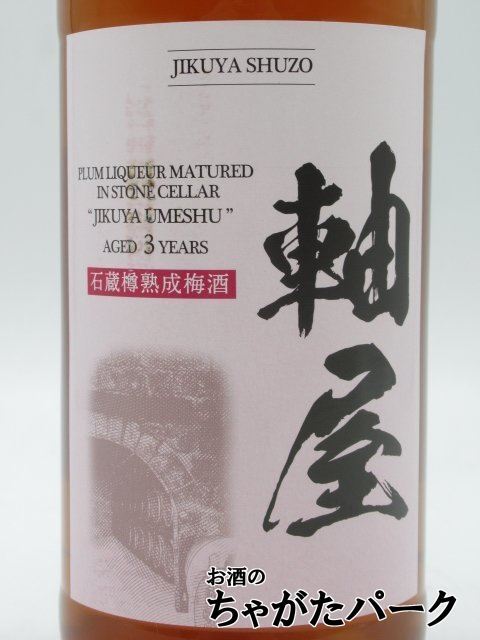 JIKUYA SHUZO
PLUM LIQUEUR MATURED
IN STONE CELLAR
“JIKUYA UMESHU”
AGED 3 YEARS
石蔵樽熟成梅酒
軸屋
お酒の
ちゃがたパーク